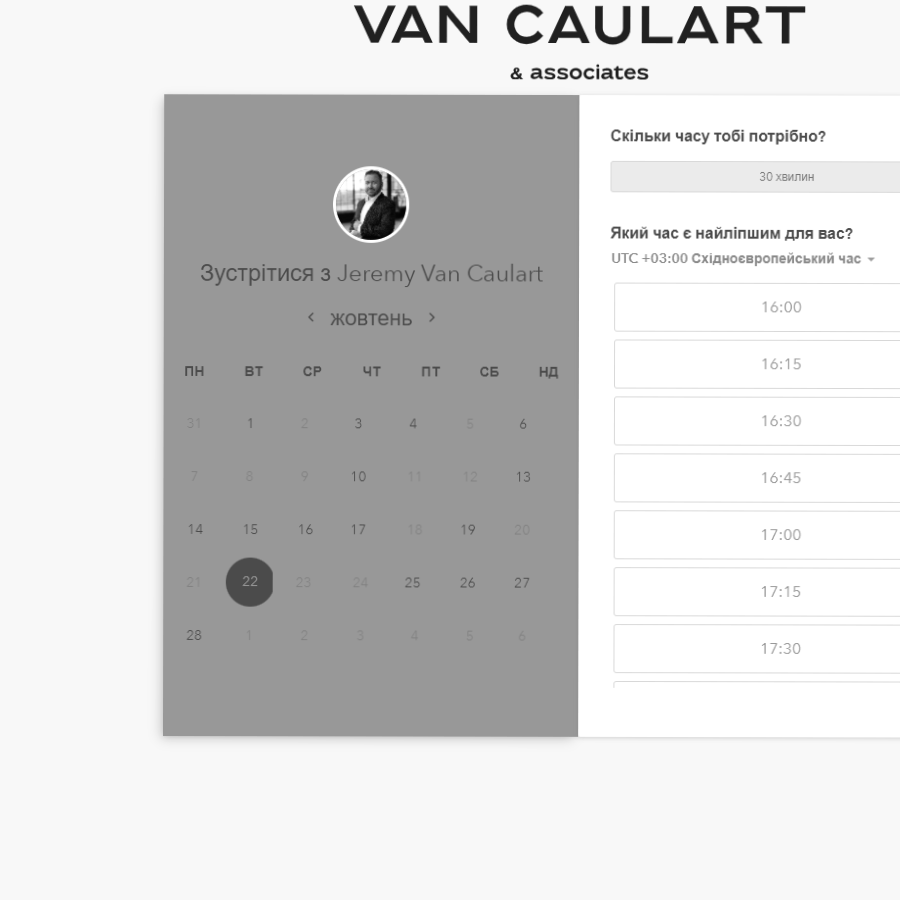 VAN CAULART
& associates
Зустрітися з Jeremy Van Caulart
‹ жовтень ›
ПН ВТ СР ЧТ ПТ СБ НД
31 1 2 3 4 5 6
7 8 9 10 11 12 13
14 15 16 17 18 19 20
21 22 23 24 25 26 27
28 1 2 3 4 5 6
Скільки часу тобі потрібно?
30 хвилин
Який час є найліпшим для вас?
UTC +03:00 Східноєвропейський час
16:00
16:15
16:30
16:45
17:00
17:15
17:30